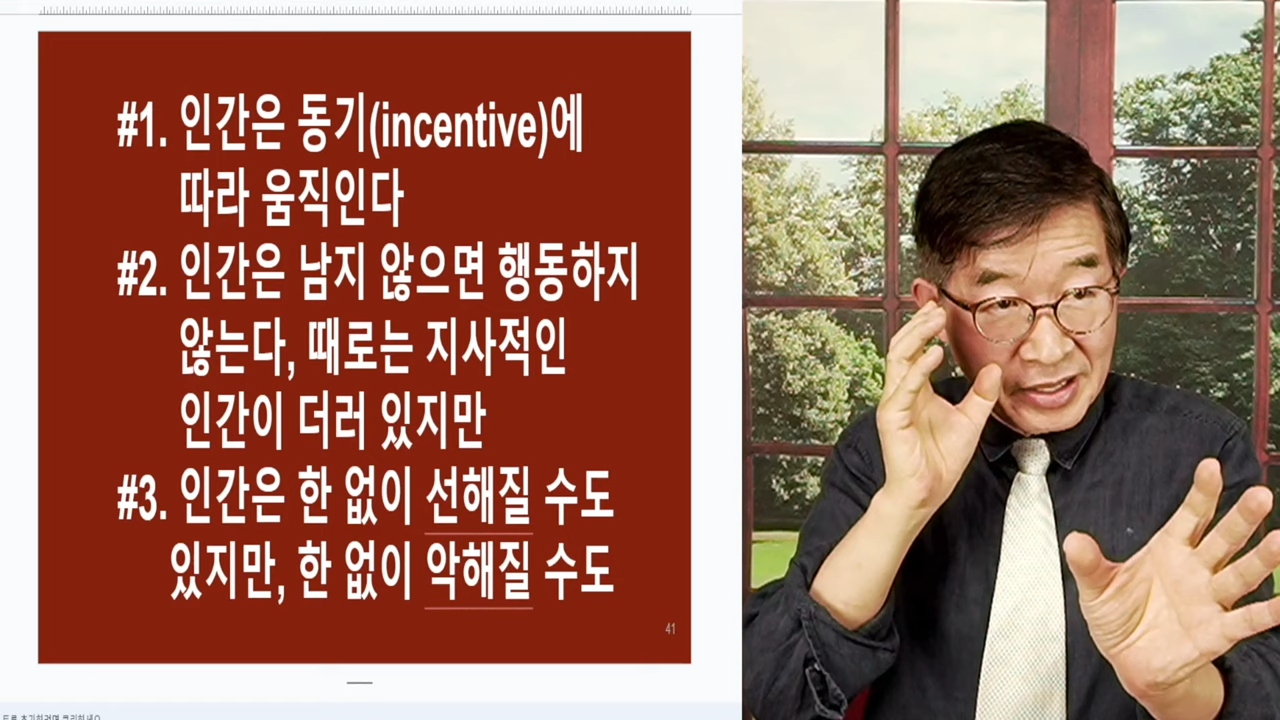 #1. 인간은 동기(incentive)에
따라 움직인다
#2. 인간은 남지 않으면 행동하지
않는다, 때로는 지사적인
인간이 더러 있지만
#3. 인간은 한 없이 선해질 수도
있지만, 한 없이 악해질 수도
41